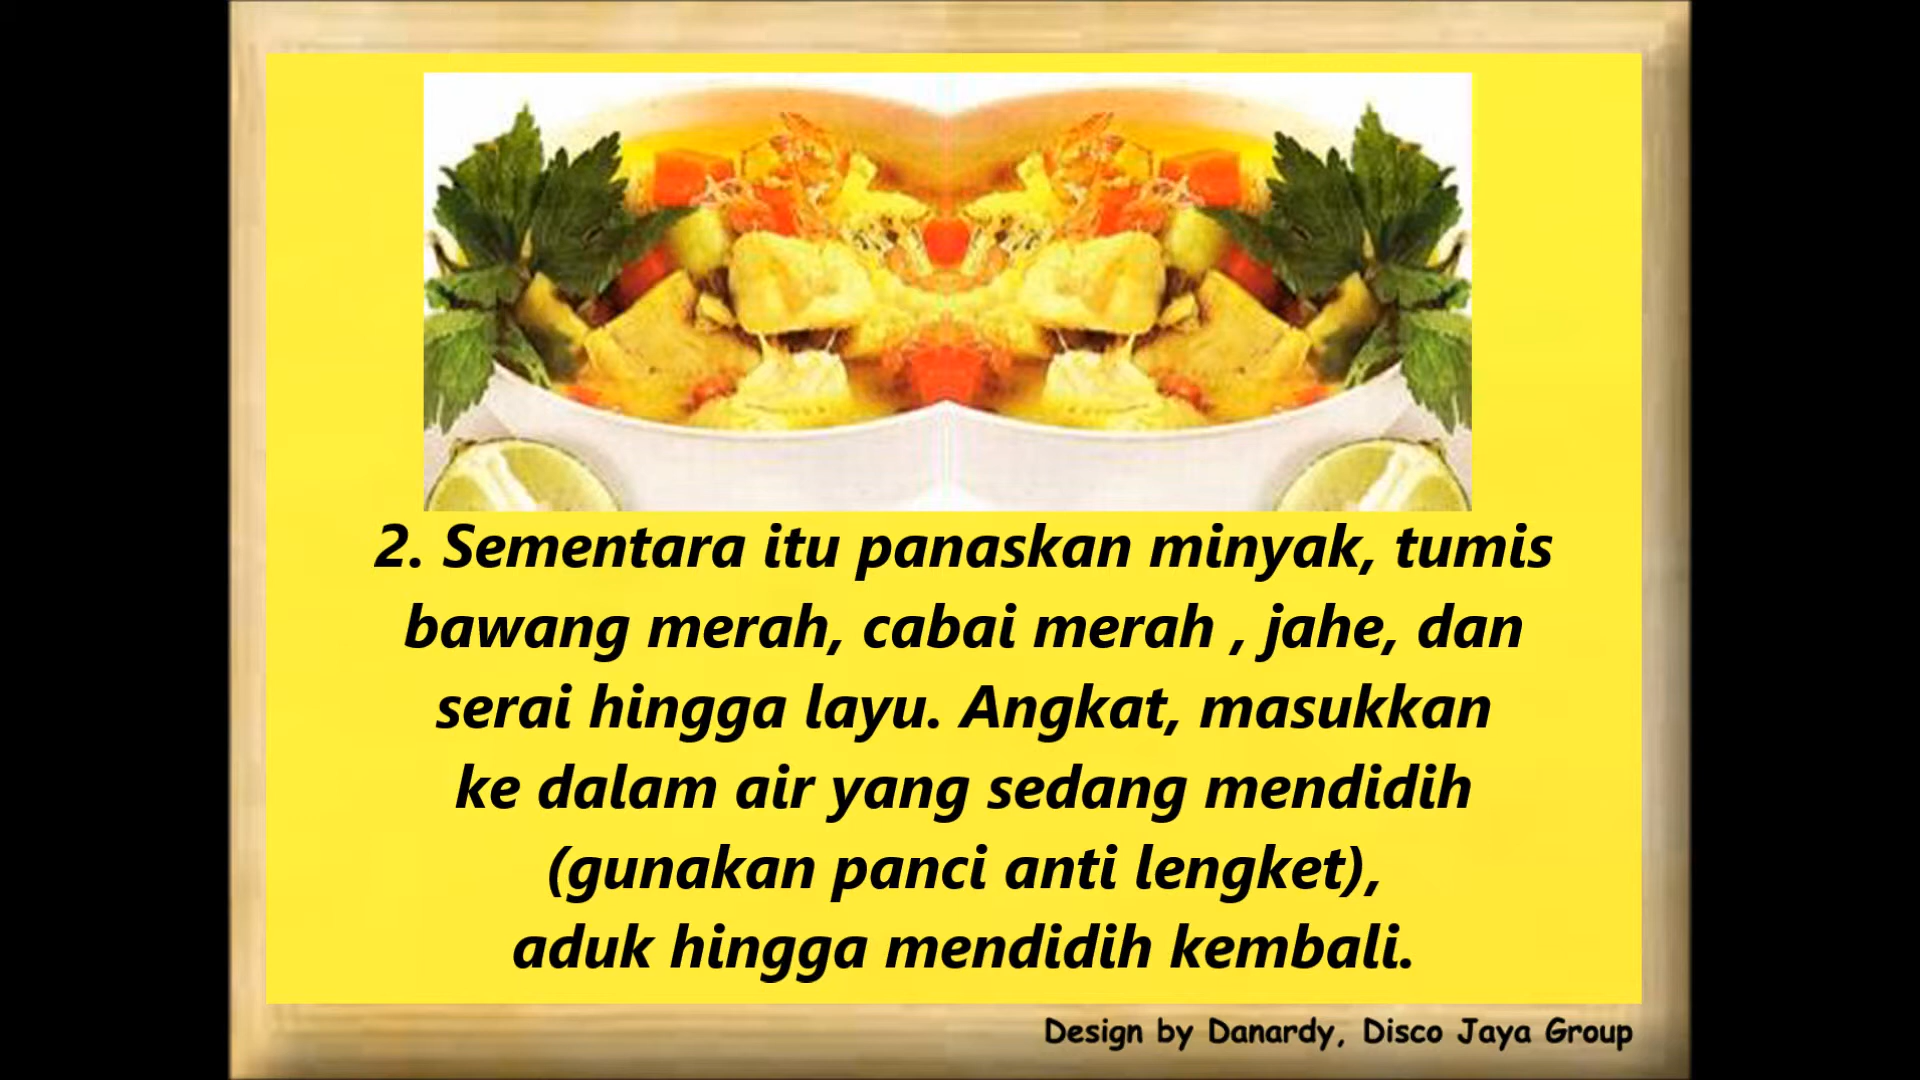 2. Sementara itu panaskan minyak, tumis
bawang merah, cabai merah , jahe, dan
serai hingga layu. Angkat, masukkan
ke dalam air yang sedang mendidih
(gunakan panci anti lengket),
aduk hingga mendidih kembali.
Design by Danardy, Disco Jaya Group